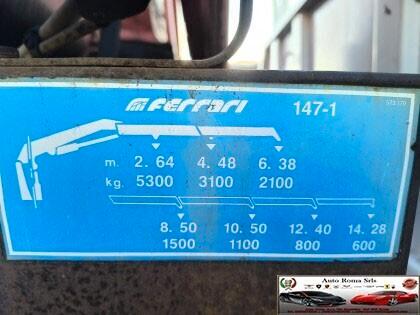 Ferrari 147-1
m. 2. 64 4. 48 6. 38
kg. 5300 3100 2100
8. 50 10. 50 12. 40 14. 28
1500 1100 800 600
Auto Roma Srls